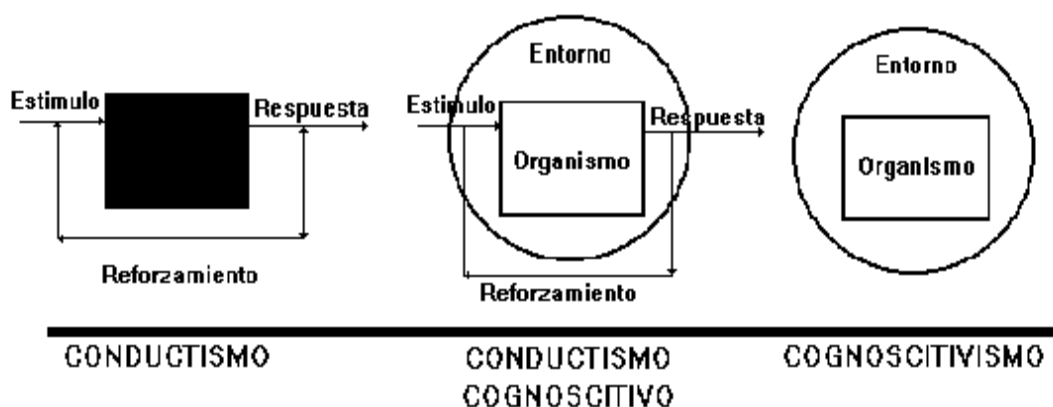 Estimulo
Respuesta
Reforzamiento
CONDUCTISMO
Entorno
Estimulo
Respuesta
Organismo
Reforzamiento
CONDUCTISMO
COGNOSCITIVO
Entorno
Organismo
COGNOSCITIVISMO